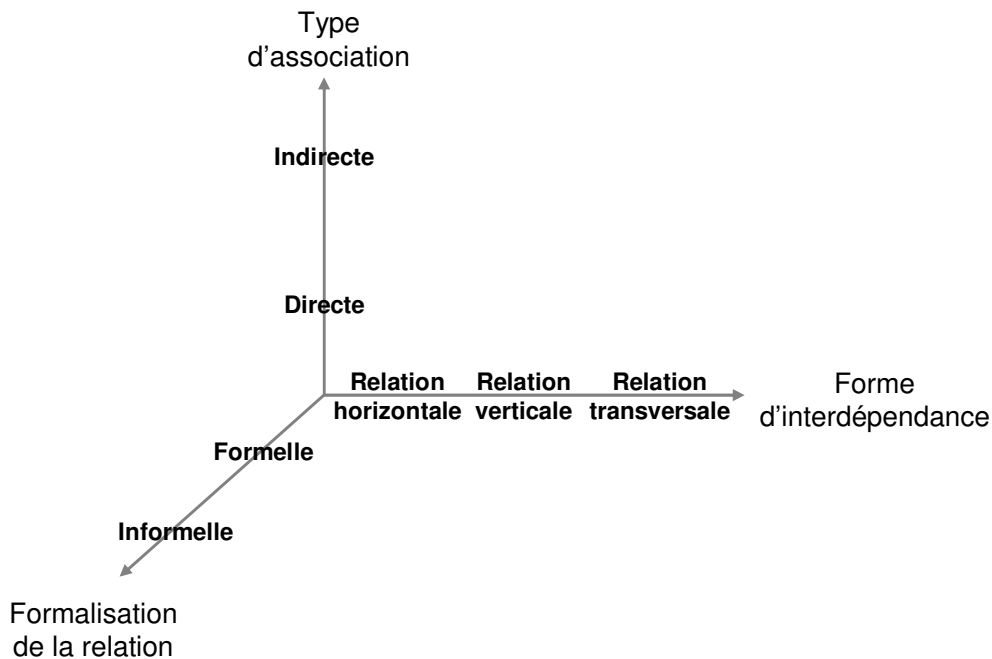 Type
d’association
Indirecte
Directe
Relation
horizontale
Relation
verticale
Relation
transversale
Forme
d’interdépendance
Formelle
Informelle
Formalisation
de la relation